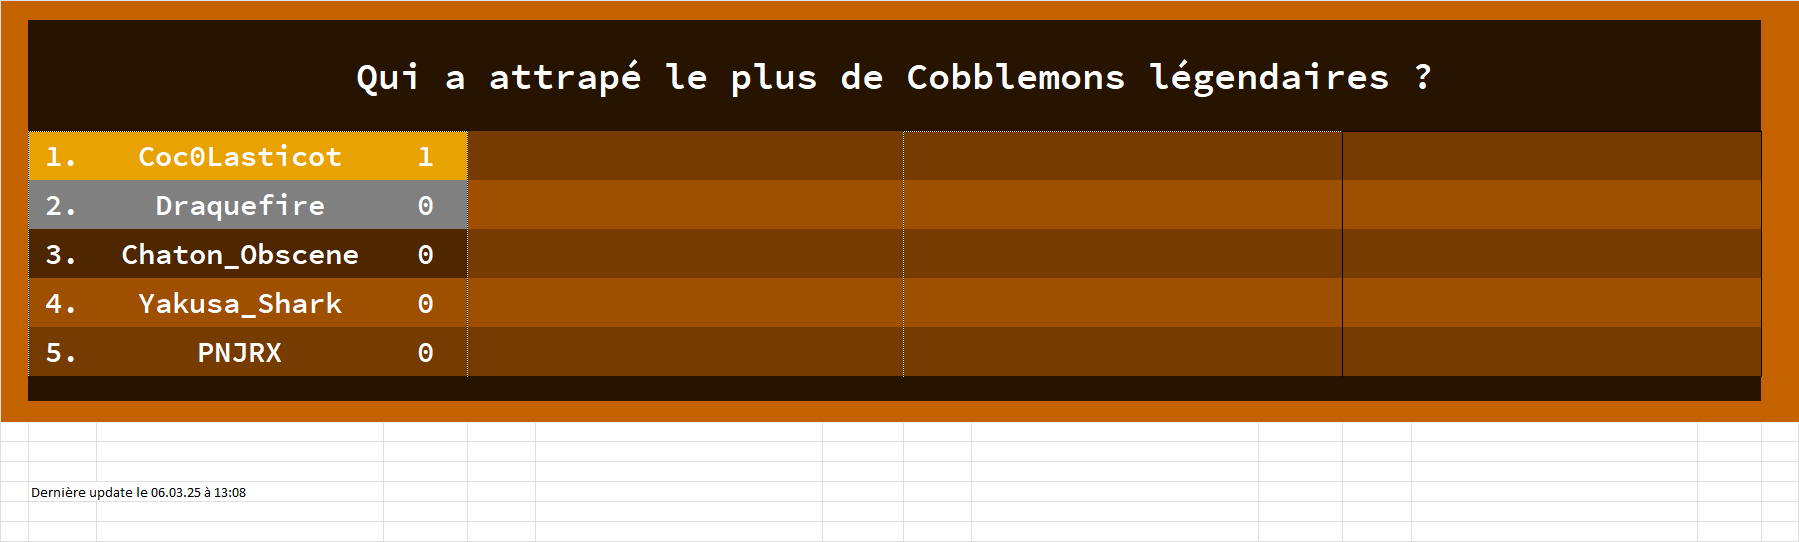 Qui a attrapé le plus de Cobblemons légendaires ?
1. Coc0Lasticot 1
2. Draquefire 0
3. Chaton_Obscene 0
4. Yakusa_Shark 0
5. PNJRX 0
Dernière update le 06.03.25 à 13:08